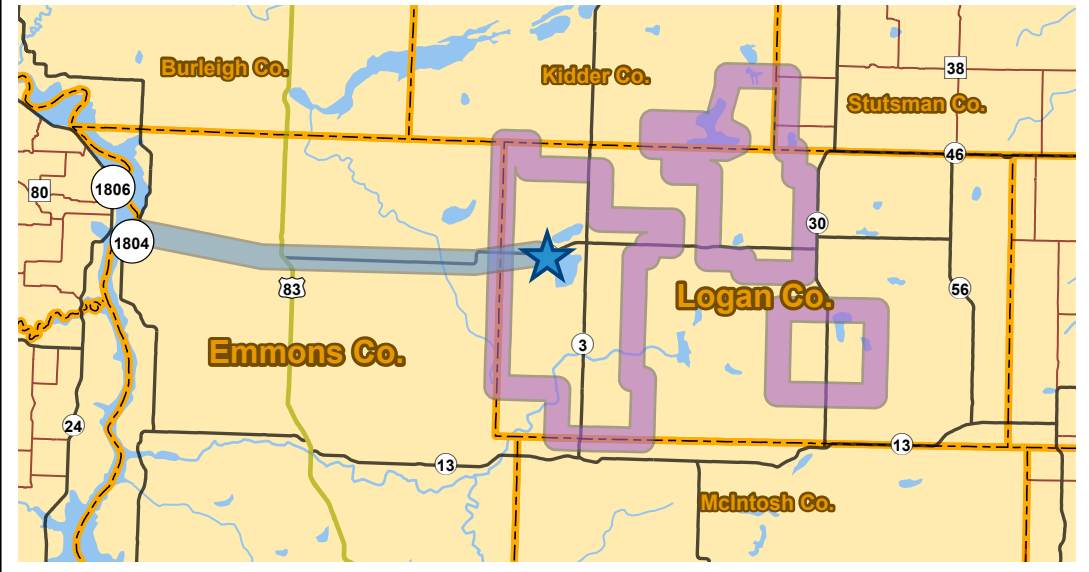 Burleigh Co.
Kidder Co.
38
Stutsman Co.
46
1806
80
30
1804
83
56
Logan Co.
3
Emmons Co.
24
13
13
McIntosh Co.